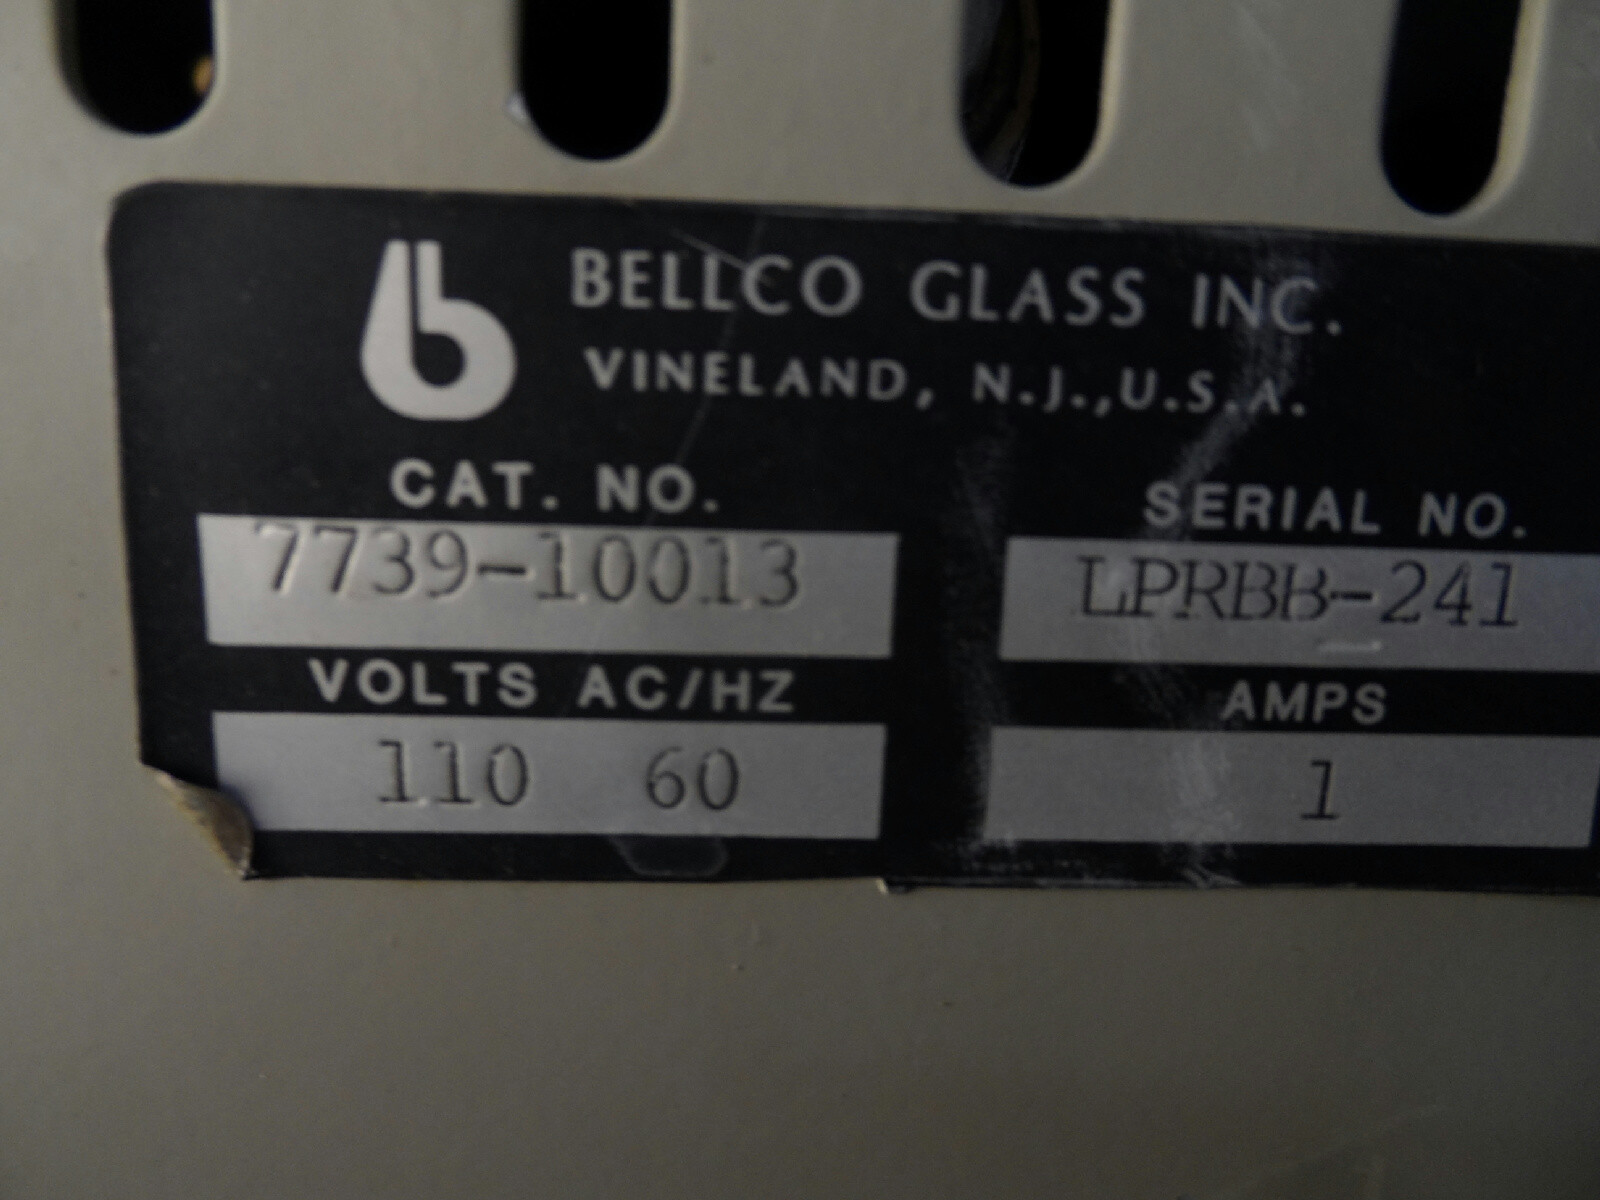 BELLCO GLASS INC.
VINELAND, N.J., U.S.A.
CAT. NO.
SERIAL NO.
7739-10013
LPRBB-241
VOLTS AC/HZ
AMPS
110 60
1